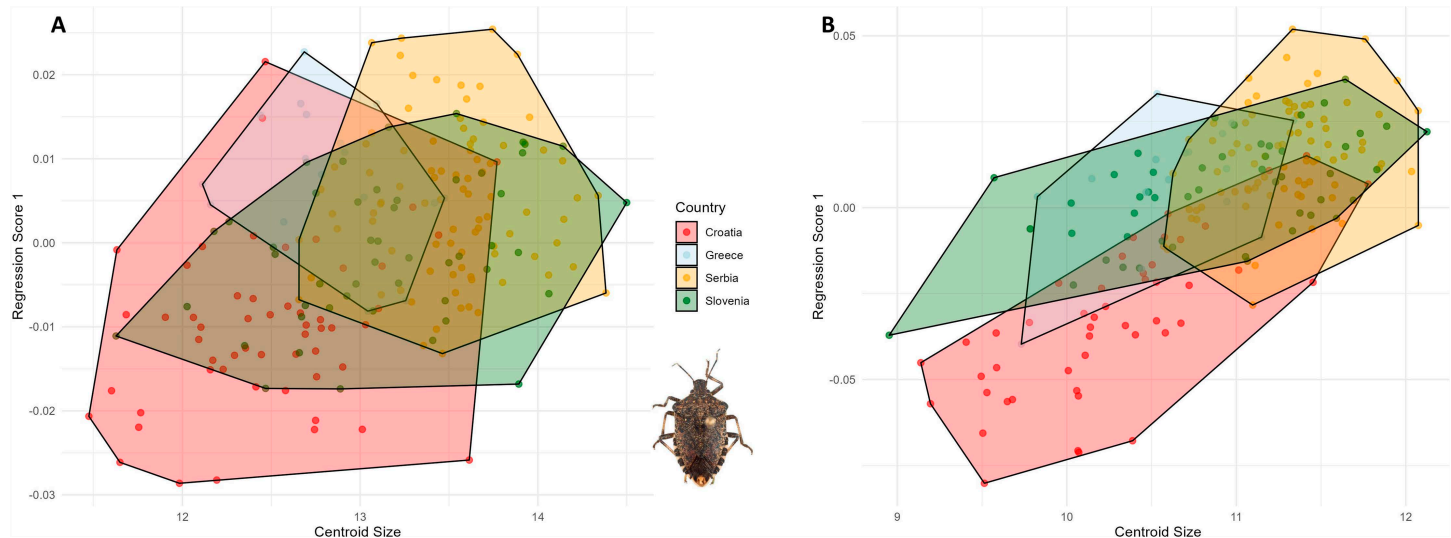 A
Regression Score 1
0.02
0.01
0.00
-0.01
-0.02
-0.03
12
13
14
Centroid Size
Country
Croatia
Greece
Serbia
Slovenia
B
Regression Score 1
0.05
0.00
-0.05
9
10
11
12
Centroid Size